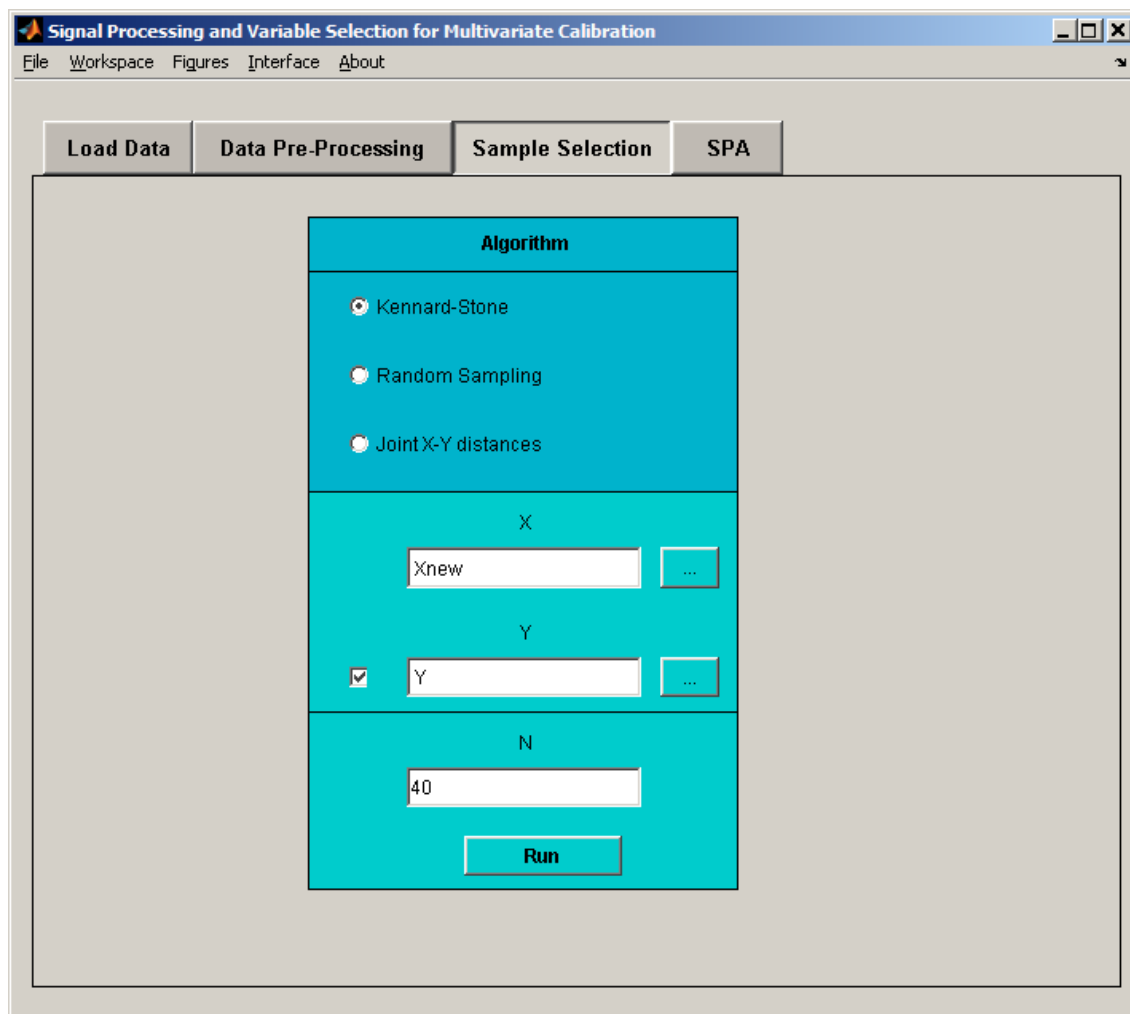 Signal Processing and Variable Selection for Multivariate Calibration
File Workspace Figures Interface About
Load Data Data Pre-Processing Sample Selection SPA
Algorithm
Kennard-Stone
Random Sampling
Joint X-Y distances
X
Xnew ...
Y
Y ...
N
40
Run